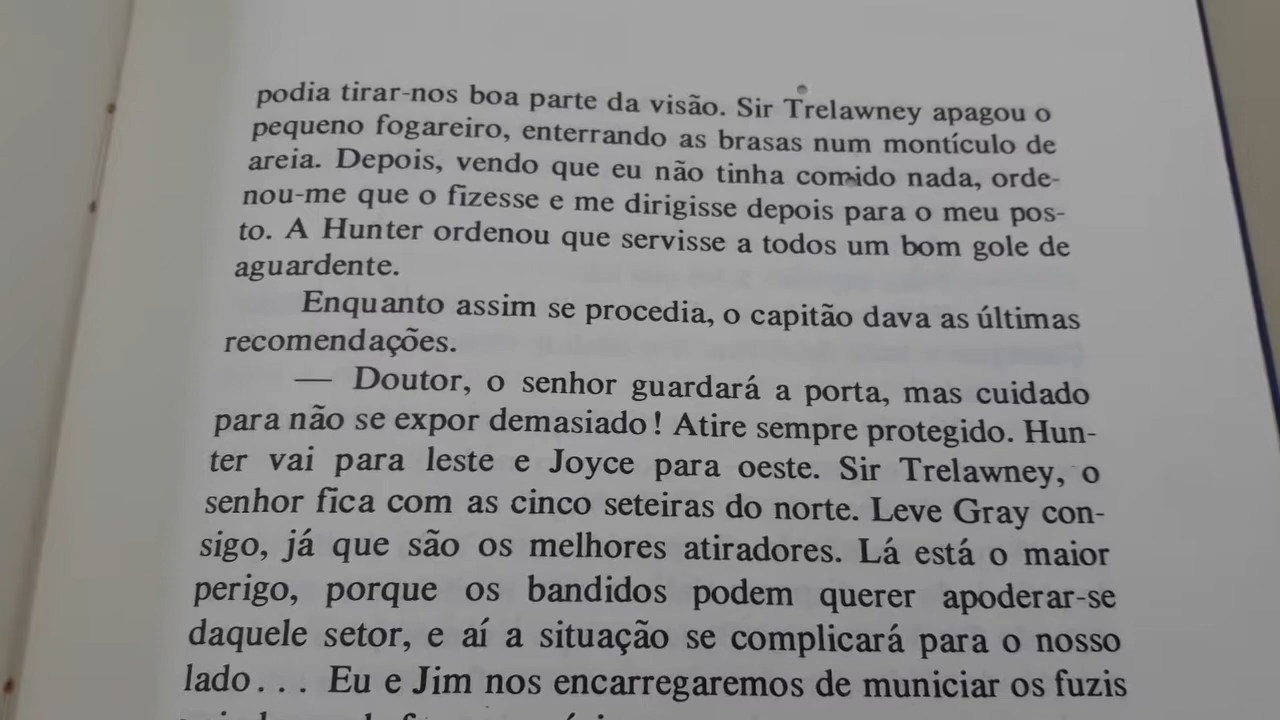 podia tirar-nos boa parte da visão. Sir Trelawney apagou o
pequeno fogareiro, enterrando as brasas num montículo de
areia. Depois, vendo que eu não tinha comido nada, orde-
nou-me que o fizesse e me dirigisse depois para o meu pos-
to. A Hunter ordenou que servisse a todos um bom gole de
aguardente.
Enquanto assim se procedia, o capitão dava as últimas
recomendações.
— Doutor, o senhor guardará a porta, mas cuidado
para não se expor demasiado! Atire sempre protegido. Hun-
ter vai para leste e Joyce para oeste. Sir Trelawney, o
senhor fica com as cinco seteiras do norte. Leve Gray con-
sigo, já que são os melhores atiradores. Lá está o maior
perigo, porque os bandidos podem querer apoderar-se
daquele setor, e aí a situação se complicará para o nosso
lado... Eu e Jim nos encarregaremos de municiar os fuzis